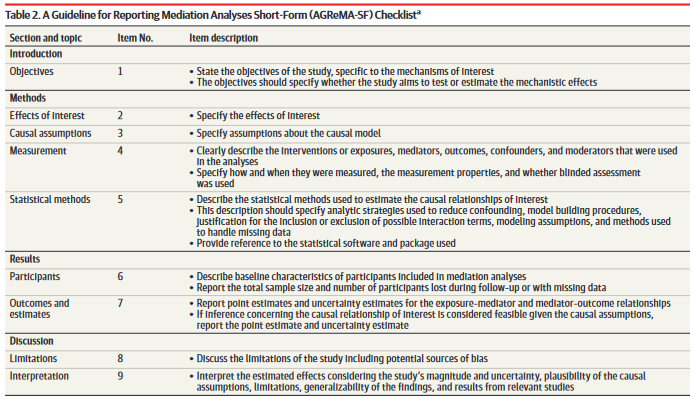 Table 2. A Guideline for Reporting Mediation Analyses Short-Form (AGReMA-SF) Checklistᵃ
Section and topic Item No. Item description
Introduction
Objectives 1 • State the objectives of the study, specific to the mechanisms of interest
• The objectives should specify whether the study aims to test or estimate the mechanistic effects
Methods
Effects of interest 2 • Specify the effects of interest
Causal assumptions 3 • Specify assumptions about the causal model
Measurement 4 • Clearly describe the interventions or exposures, mediators, outcomes, confounders, and moderators that were used
in the analyses
• Specify how and when they were measured, the measurement properties, and whether blinded assessment
was used
Statistical methods 5 • Describe the statistical methods used to estimate the causal relationships of interest
• This description should specify analytic strategies used to reduce confounding, model building procedures,
justification for the inclusion or exclusion of possible interaction terms, modeling assumptions, and methods used
to handle missing data
• Provide reference to the statistical software and package used
Results
Participants 6 • Describe baseline characteristics of participants included in mediation analyses
• Report the total sample size and number of participants lost during follow-up or with missing data
Outcomes and 7 • Report point estimates and uncertainty estimates for the exposure-mediator and mediator-outcome relationships
estimates • If inference concerning the causal relationship of interest is considered feasible given the causal assumptions,
report the point estimate and uncertainty estimate
Discussion
Limitations 8 • Discuss the limitations of the study including potential sources of bias
Interpretation 9 • Interpret the estimated effects considering the study's magnitude and uncertainty, plausibility of the causal
assumptions, limitations, generalizability of the findings, and results from relevant studies